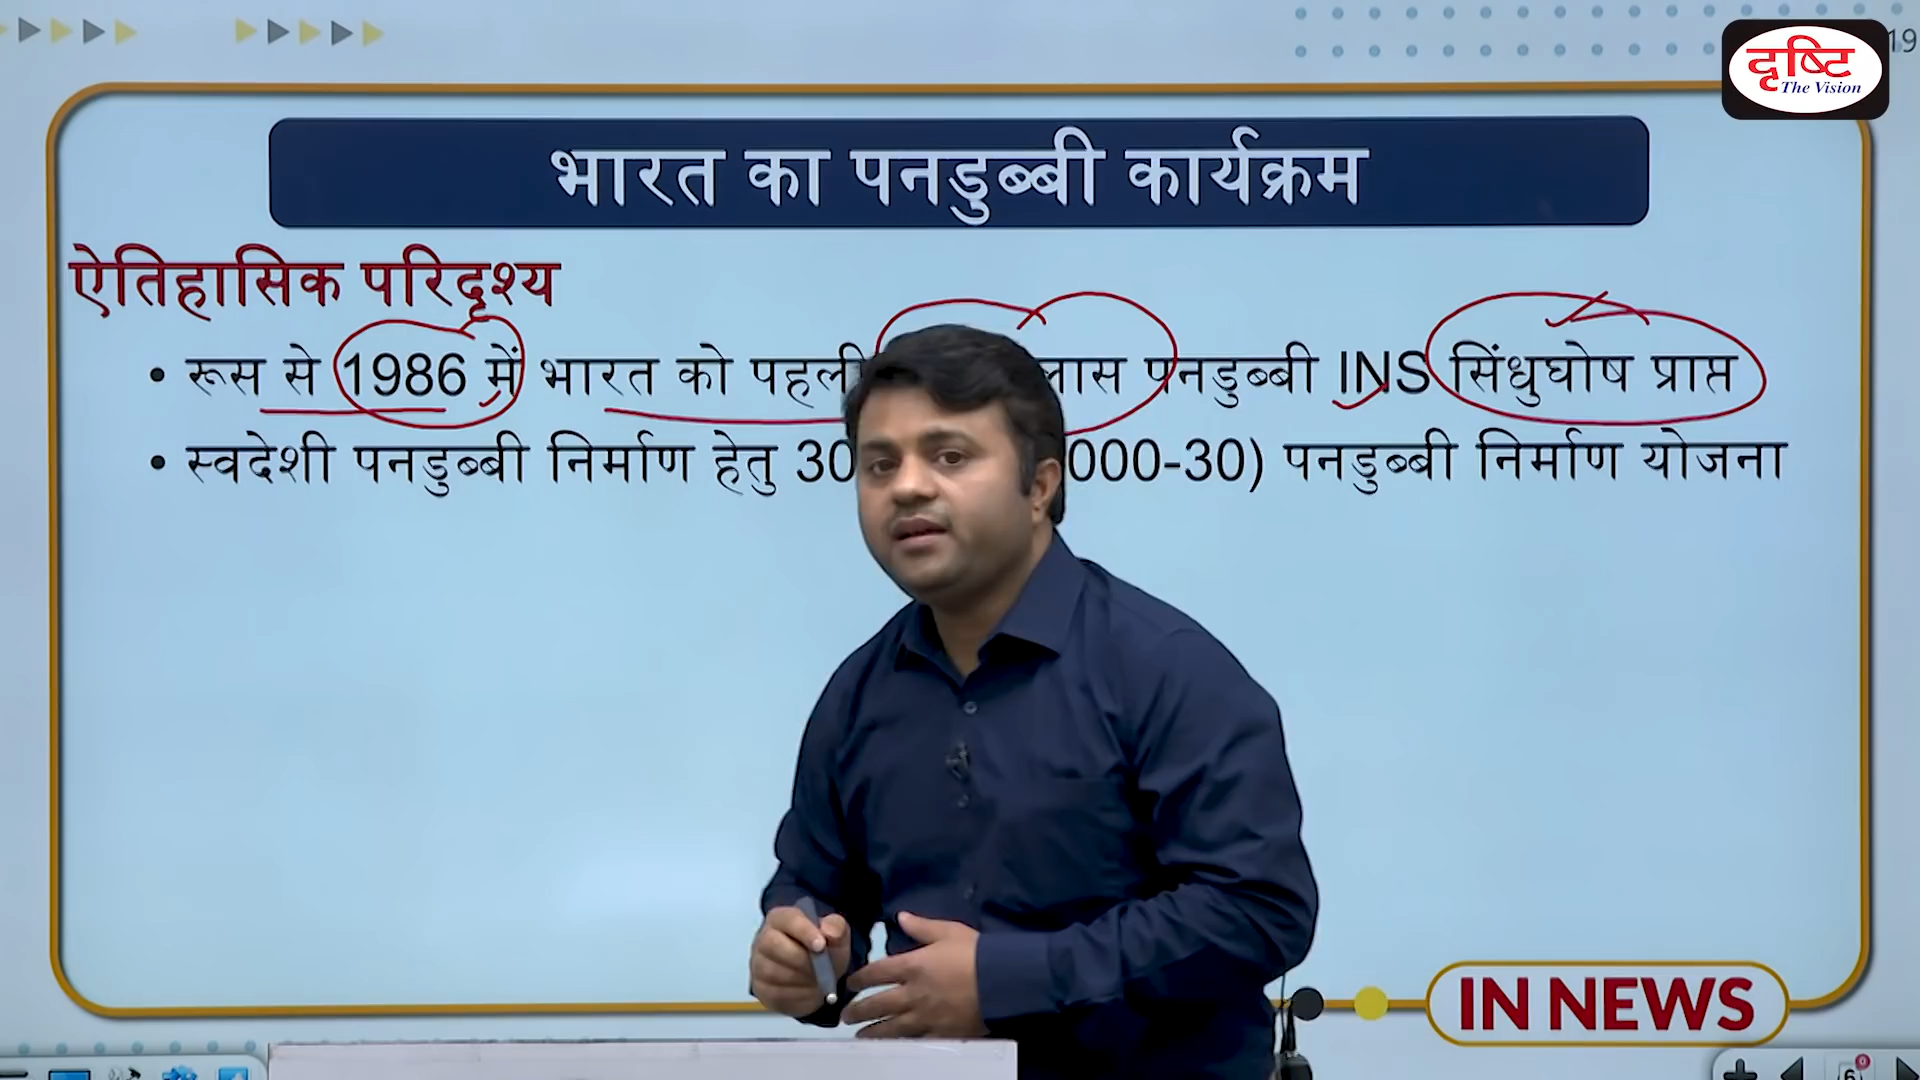 19
दृष्टि
The Vision
भारत का पनडुब्बी कार्यक्रम
ऐतिहासिक परिदृश्य
• रूस से 1986 में भारत को पहली पनडुब्बी INS सिंधुघोष प्राप्त
• स्वदेशी पनडुब्बी निर्माण हेतु 30 000-30) पनडुब्बी निर्माण योजना
IN NEWS